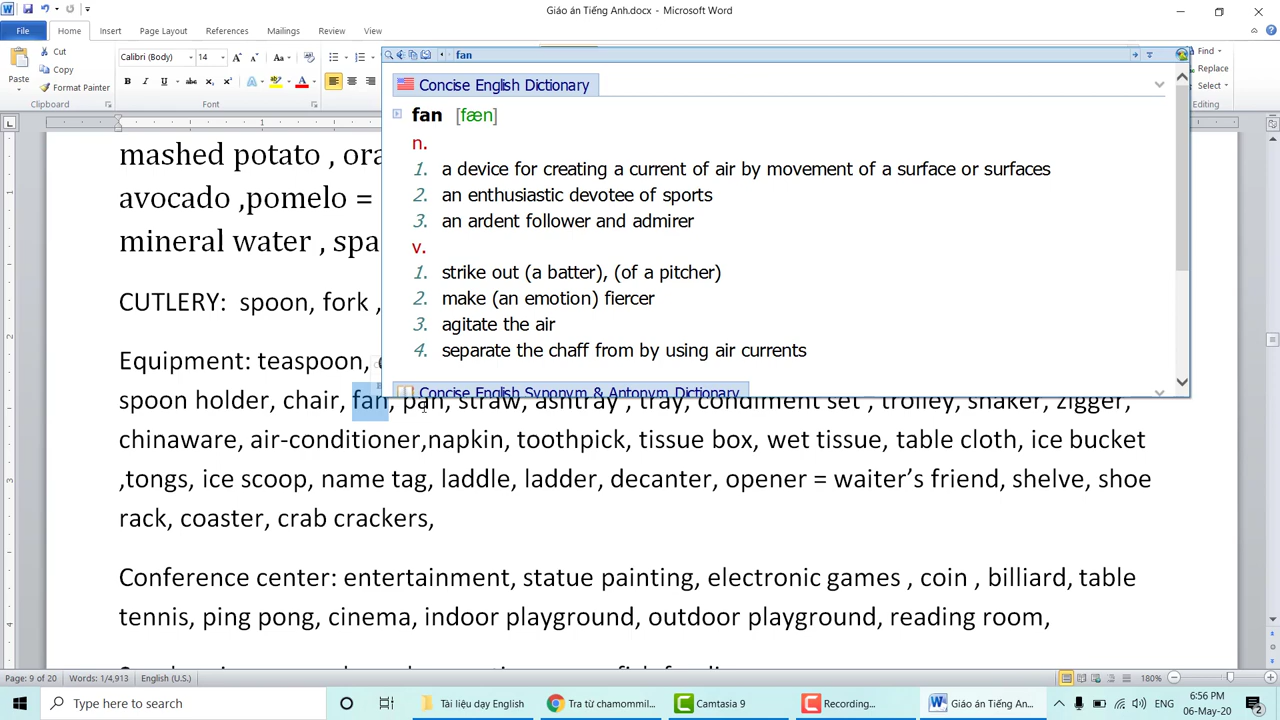 Giáo án Tiếng Anh.docx - Microsoft Word
File Home Insert Page Layout References Mailings Review View
Cut
Copy
Format Painter
Paste
Clipboard
Calibri (Body) 14
Font
Find
Replace
Select
Editing
fan
Concise English Dictionary
fan [fæn]
n.
1. a device for creating a current of air by movement of a surface or surfaces
2. an enthusiastic devotee of sports
3. an ardent follower and admirer
v.
1. strike out (a batter), (of a pitcher)
2. make (an emotion) fiercer
3. agitate the air
4. separate the chaff from by using air currents
Concise English Synonym & Antonym Dictionary
mashed potato , ora
avocado ,pomelo =
mineral water , spa
CUTLERY: spoon, fork ,
Equipment: teaspoon,
spoon holder, chair, fan, pan, straw, ashtray , tray, condiment set , trolley, shaker, zigger,
chinaware, air-conditioner,napkin, toothpick, tissue box, wet tissue, table cloth, ice bucket
,tongs, ice scoop, name tag, laddle, ladder, decanter, opener = waiter’s friend, shelve, shoe
rack, coaster, crab crackers,
Conference center: entertainment, statue painting, electronic games , coin , billiard, table
tennis, ping pong, cinema, indoor playground, outdoor playground, reading room,
Page: 9 of 20 Words: 1/4,913 English (U.S.) 180%
Type here to search
Tài liệu dạy English
Tra từ chamommil...
Camtasia 9
Recording...
Giáo án Tiếng An...
6:56 PM
06-May-20
2